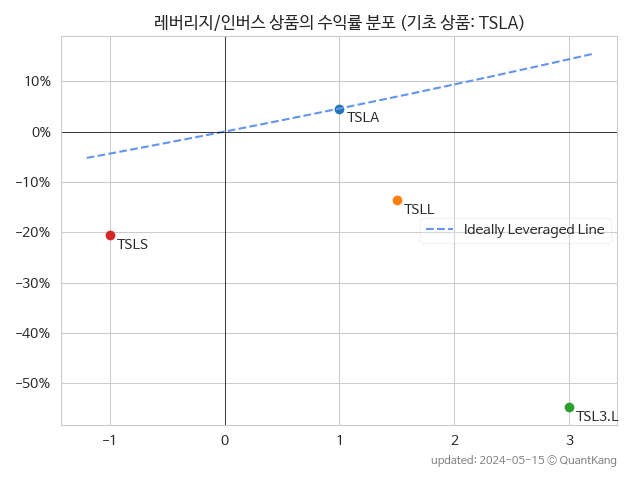 레버리지/인버스 상품의 수익률 분포 (기초 상품: TSLA)
10%
0%
−10%
−20%
−30%
−40%
−50%
TSLA
TSLL
TSLS
TSL3.L
Ideally Leveraged Line
−1 0 1 2 3
updated: 2024-05-15 © QuantKang